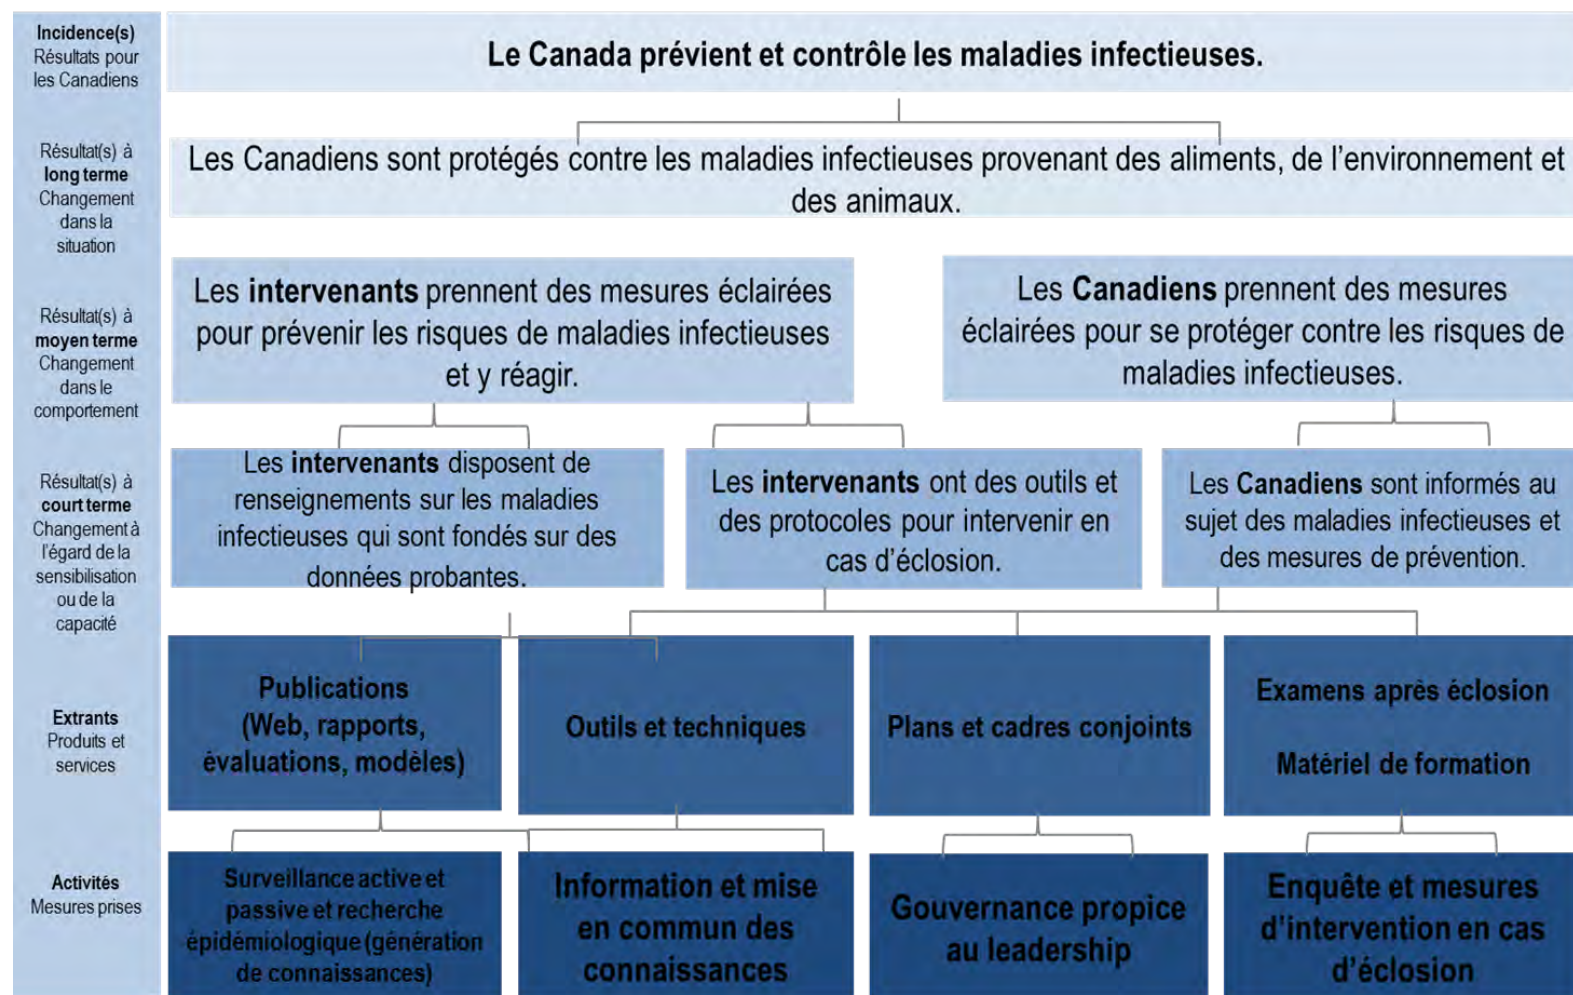 Incidence(s)
Résultats pour
les Canadiens
Le Canada prévient et contrôle les maladies infectieuses.
Résultat(s) à
long terme
Changement
dans la
situation
Les Canadiens sont protégés contre les maladies infectieuses provenant des aliments, de l'environnement et
des animaux.
Résultat(s) à
moyen terme
Changement
dans le
comportement
Les intervenants prennent des mesures éclairées
pour prévenir les risques de maladies infectieuses
et y réagir.
Les Canadiens prennent des mesures
éclairées pour se protéger contre les risques de
maladies infectieuses.
Résultat(s) à
court terme
Changement à
l'égard de la
sensibilisation
ou de la
capacité
Les intervenants disposent de
renseignements sur les maladies
infectieuses qui sont fondés sur des
données probantes.
Les intervenants ont des outils et
des protocoles pour intervenir en
cas d'éclosion.
Les Canadiens sont informés au
sujet des maladies infectieuses et
des mesures de prévention.
Extrants
Produits et
services
Publications
(Web, rapports,
évaluations, modèles)
Outils et techniques
Plans et cadres conjoints
Examens après éclosion
Matériel de formation
Activités
Mesures prises
Surveillance active et
passive et recherche
épidémiologique (génération
de connaissances)
Information et mise
en commun des
connaissances
Gouvernance propice
au leadership
Enquête et mesures
d'intervention en cas
d'éclosion